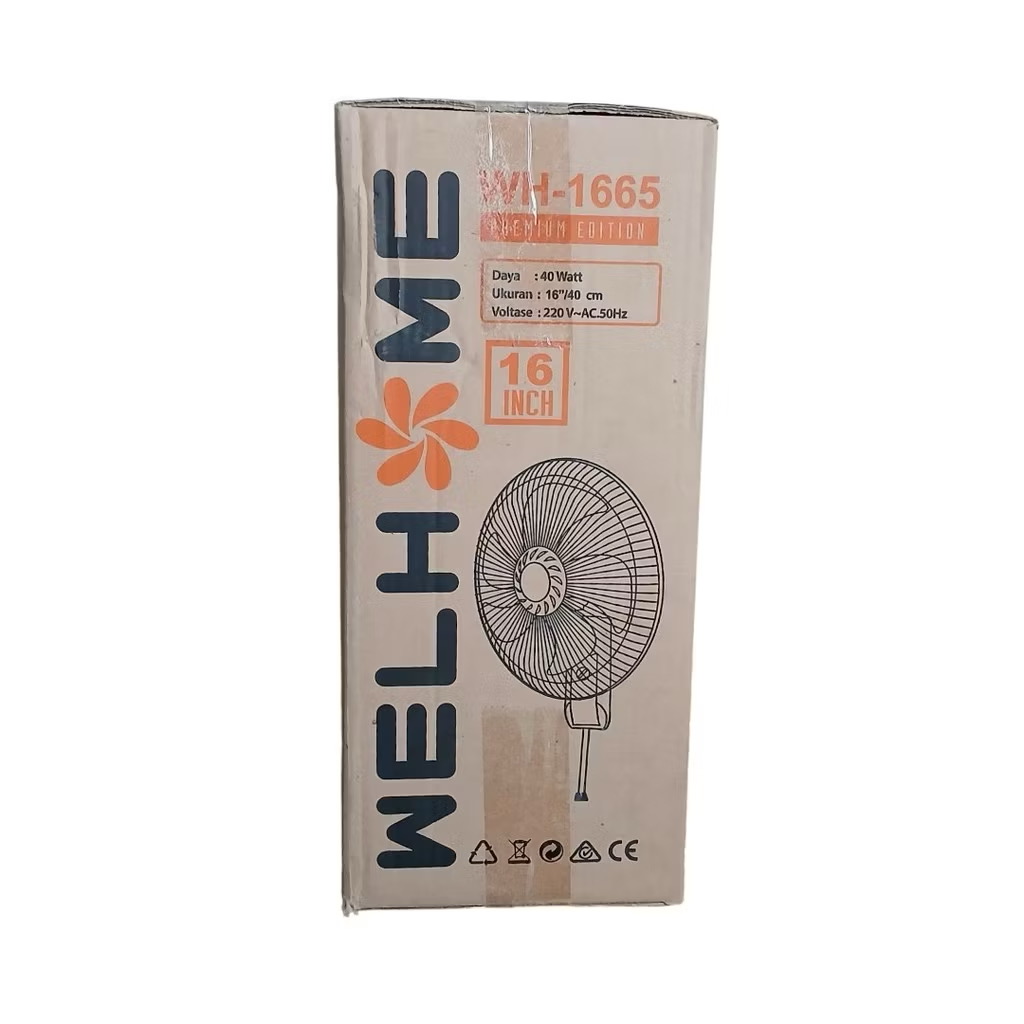 WELHOME
WH-1665
PREMIUM EDITION
Daya : 40 Watt
Ukuran : 16"/40 cm
Voltase : 220 V~AC.50Hz
16
INCH
CE